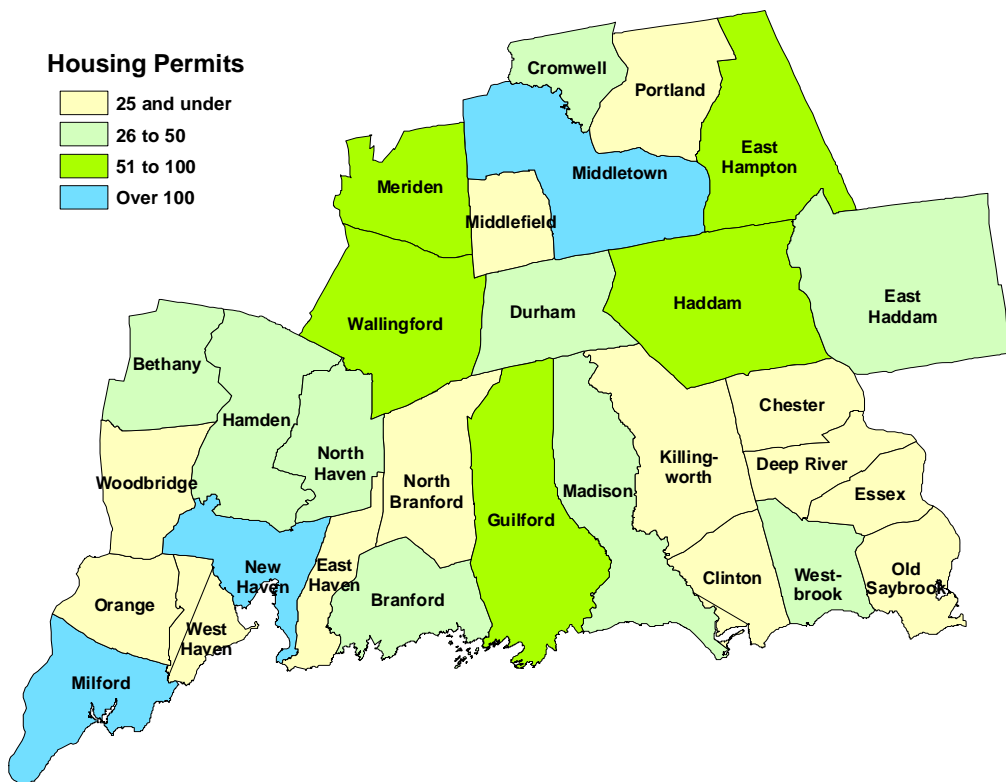 Housing Permits
25 and under
26 to 50
51 to 100
Over 100
Cromwell
Portland
East
Hampton
Meriden
Middletown
Middlefield
Wallingford
Durham
Haddam
East
Haddam
Bethany
Hamden
North
Haven
Chester
Woodbridge
North
Branford
Killing-
worth
Deep River
Essex
Guilford
Madison
New
Haven
East
Haven
Branford
Clinton
West-
brook
Old
Saybrook
Orange
West
Haven
Milford